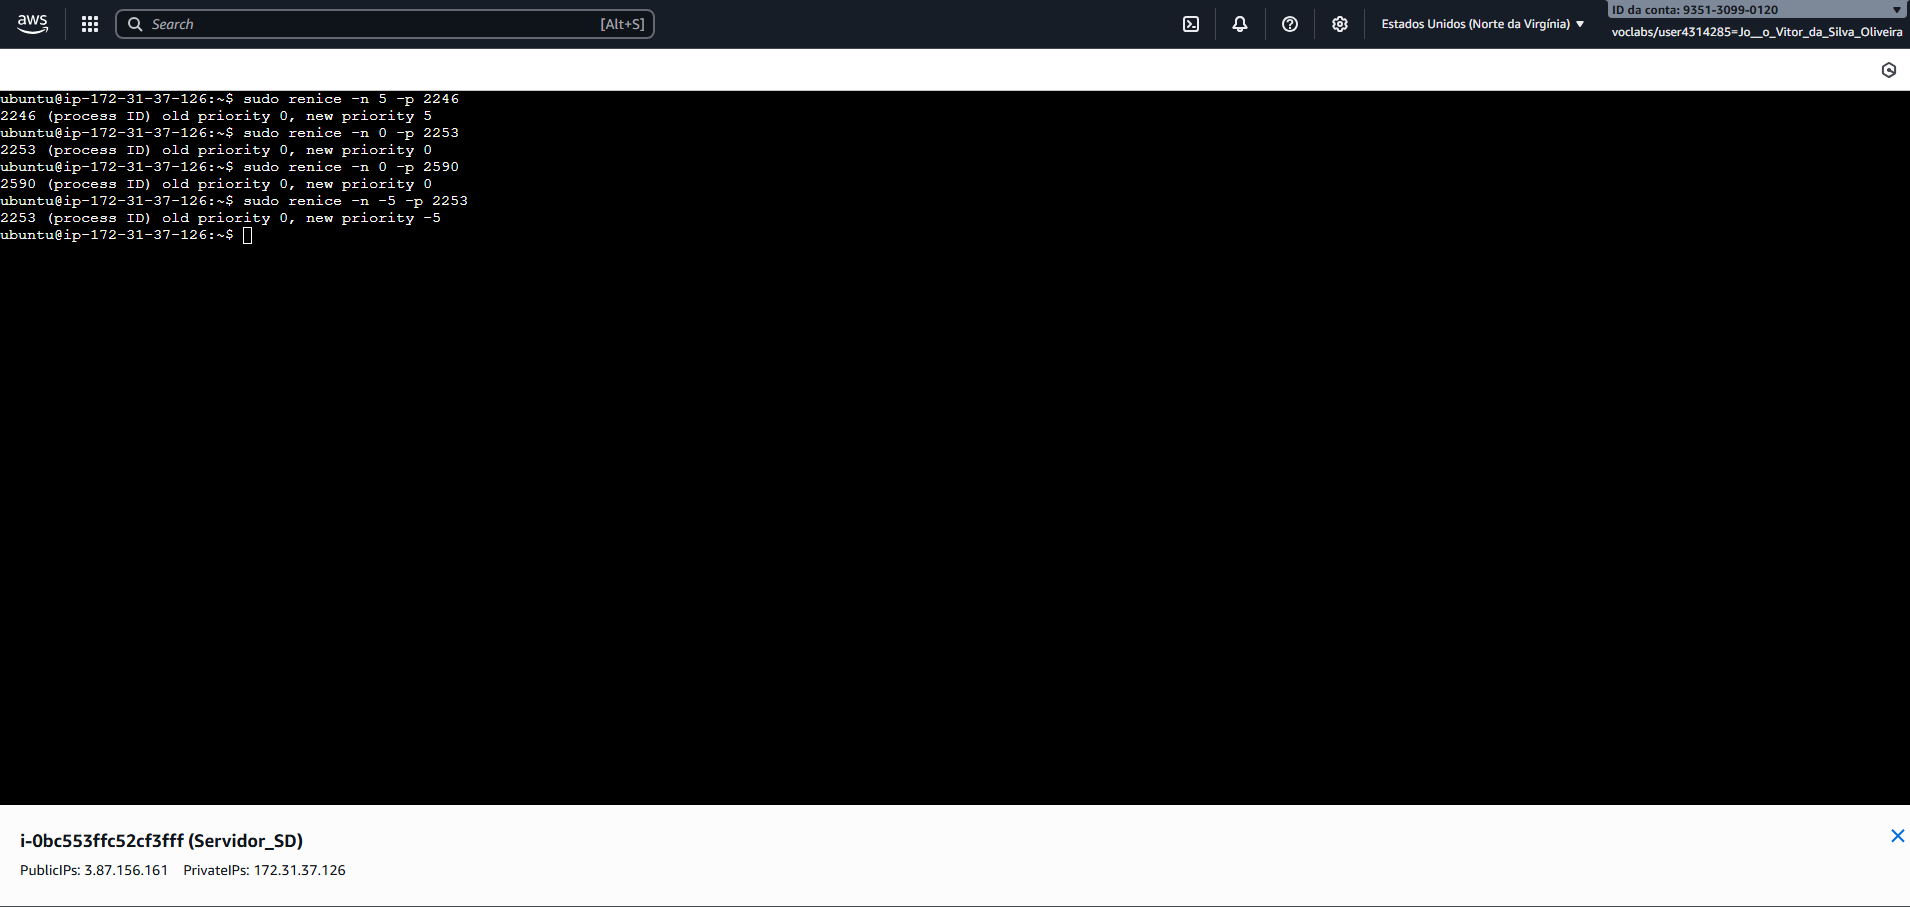 aws
Search [Alt+S]
Estados Unidos (Norte da Virgínia)
ID da conta: 9351-3099-0120
voclabs/user4314285=Jo__o_Vitor_da_Silva_Oliveira
ubuntu@ip-172-31-37-126:~$ sudo renice -n 5 -p 2246
2246 (process ID) old priority 0, new priority 5
ubuntu@ip-172-31-37-126:~$ sudo renice -n 0 -p 2253
2253 (process ID) old priority 0, new priority 0
ubuntu@ip-172-31-37-126:~$ sudo renice -n 0 -p 2590
2590 (process ID) old priority 0, new priority 0
ubuntu@ip-172-31-37-126:~$ sudo renice -n -5 -p 2253
2253 (process ID) old priority 0, new priority -5
ubuntu@ip-172-31-37-126:~$
i-0bc553ffc52cf3fff (Servidor_SD)
PublicIPs: 3.87.156.161 PrivateIPs: 172.31.37.126